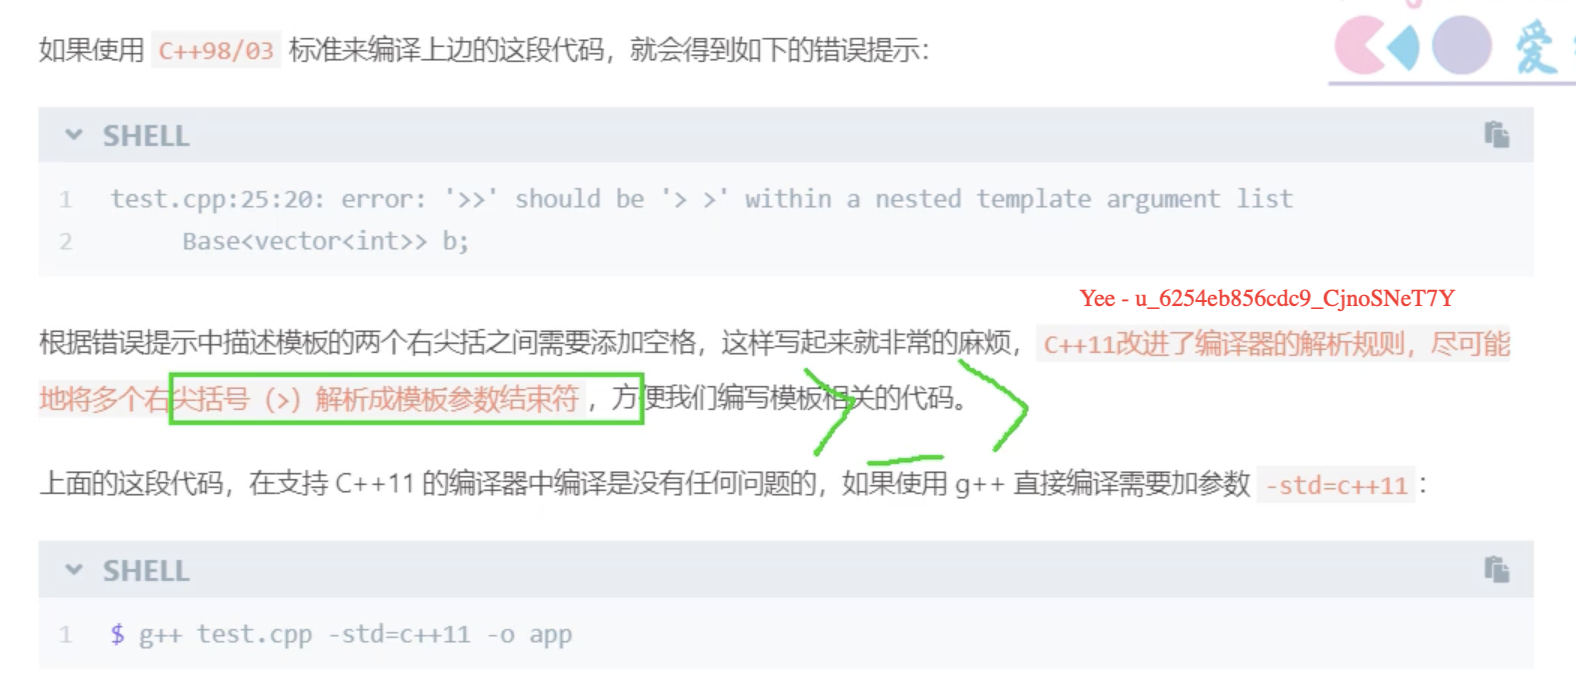 如果使用 C++98/03 标准来编译上边的这段代码，就会得到如下的错误提示：
爱
SHELL
1 test.cpp:25:20: error: '>>' should be '> >' within a nested template argument list
2 Base<vector<int>> b;
Yee - u_6254eb856cdc9_CjnoSNeT7Y
根据错误提示中描述模板的两个右尖括之间需要添加空格，这样写起来就非常的麻烦，C++11改进了编译器的解析规则，尽可能
地将多个右尖括号（>）解析成模板参数结束符，方便我们编写模板相关的代码。
上面的这段代码，在支持 C++11 的编译器中编译是没有任何问题的，如果使用 g++ 直接编译需要加参数 -std=c++11：
SHELL
1 $ g++ test.cpp -std=c++11 -o app